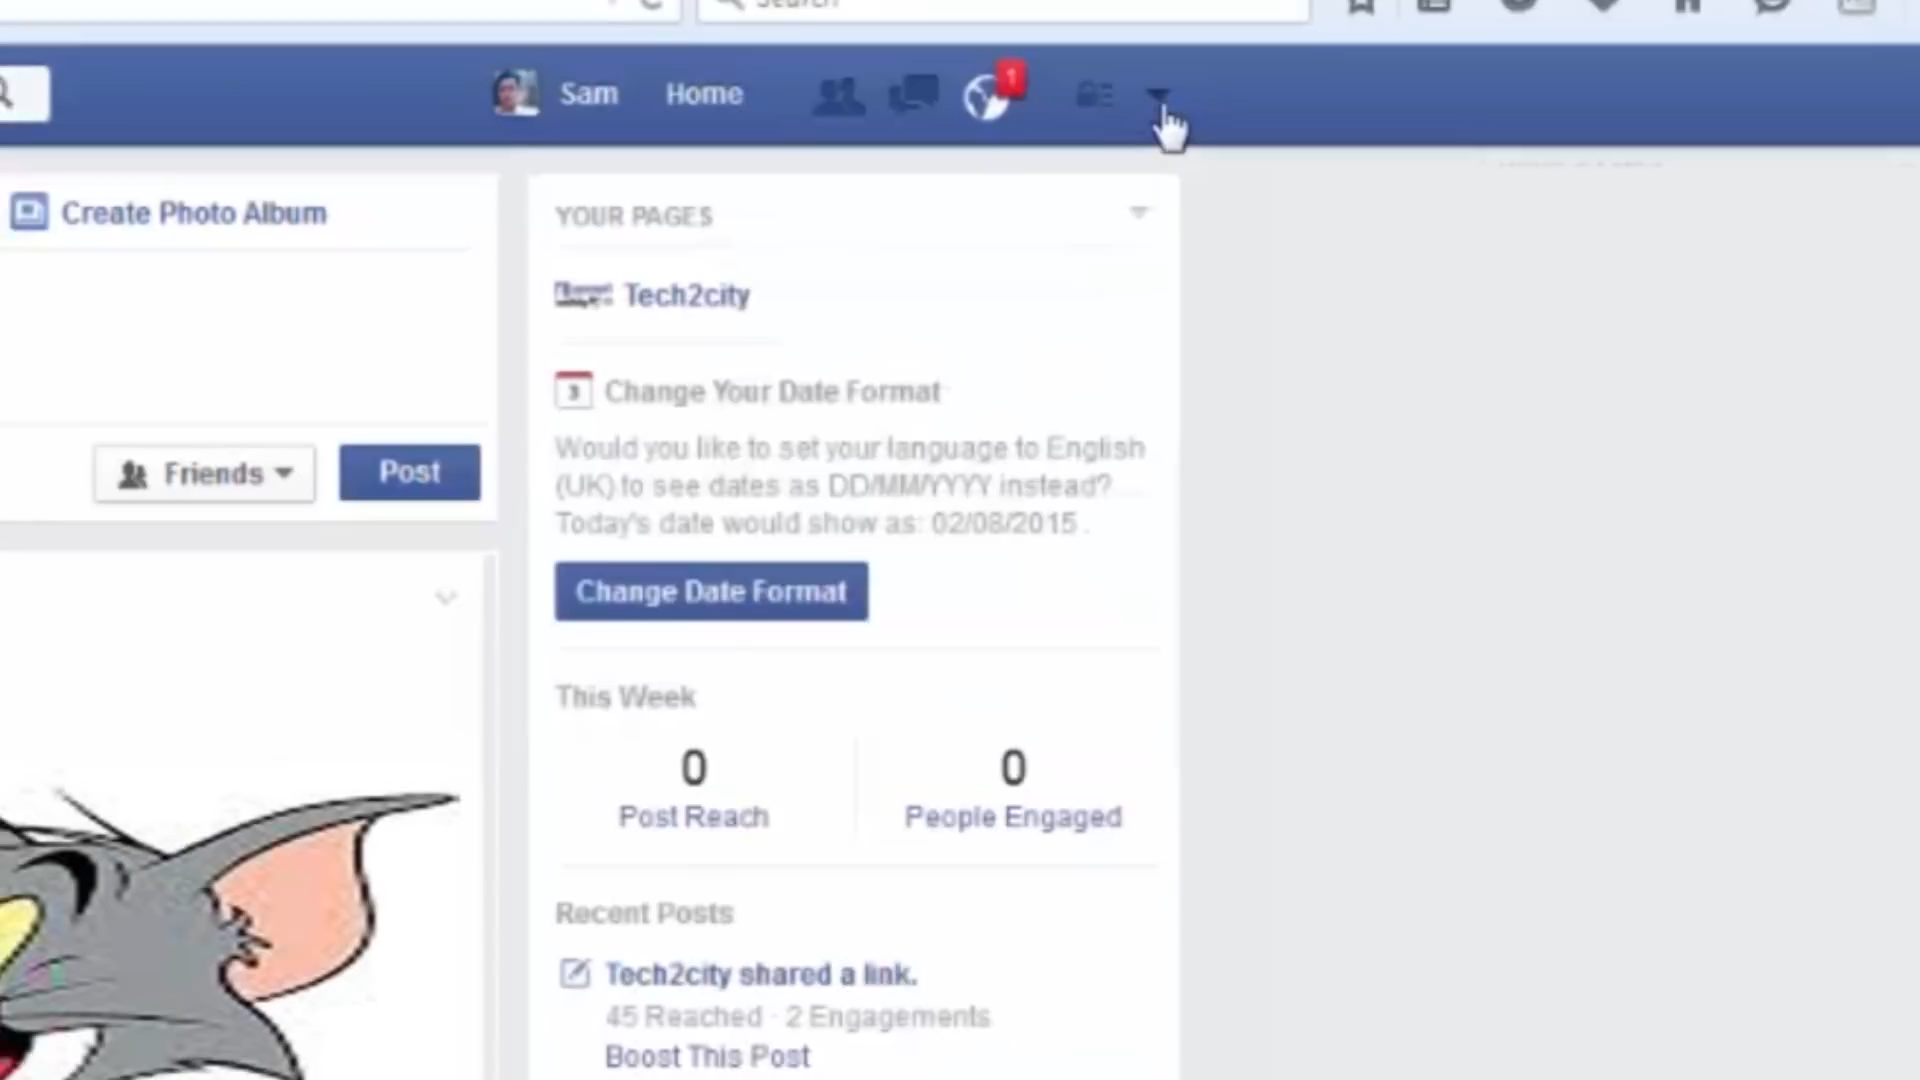 Search
Sam
Home
1
Create Photo Album
YOUR PAGES
Tech2city
3
Change Your Date Format
Would you like to set your language to English
(UK) to see dates as DD/MM/YYYY instead?
Today's date would show as: 02/08/2015 .
Friends
Post
Change Date Format
This Week
0
0
Post Reach
People Engaged
Recent Posts
Tech2city shared a link.
45 Reached · 2 Engagements
Boost This Post